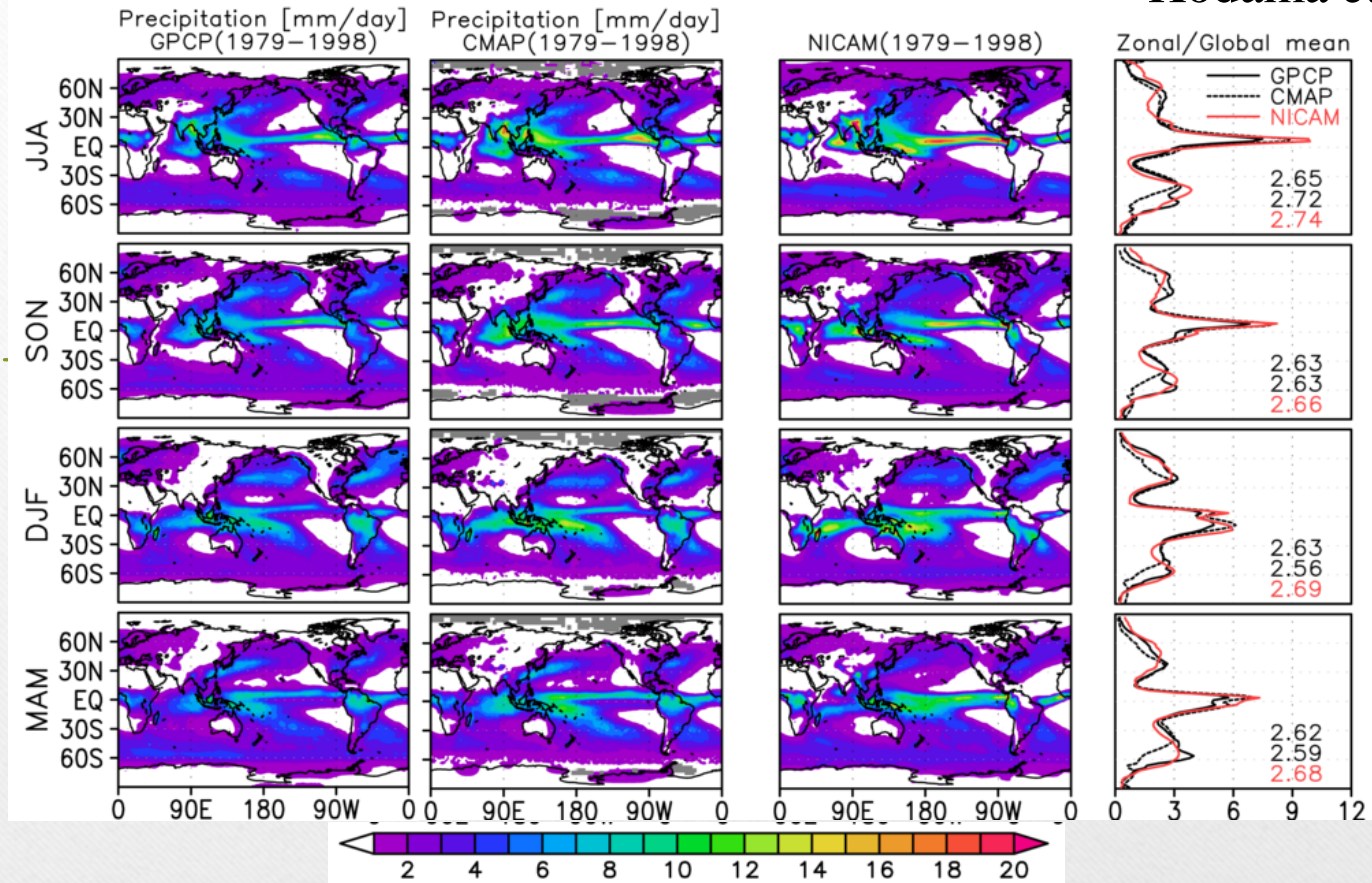 Precipitation [mm/day]
GPCP(1979−1998)
Precipitation [mm/day]
CMAP(1979−1998)
NICAM(1979−1998)
Zonal/Global mean
JJA
60N
30N
EQ
30S
60S
GPCP
CMAP
NICAM
2.65
2.72
2.74
SON
60N
30N
EQ
30S
60S
2.63
2.63
2.66
DJF
60N
30N
EQ
30S
60S
2.63
2.56
2.69
MAM
60N
30N
EQ
30S
60S
2.62
2.59
2.68
0 90E 180 90W 0
0 90E 180 90W 0
0 90E 180 90W 0
0 3 6 9 12
2 4 6 8 10 12 14 16 18 20